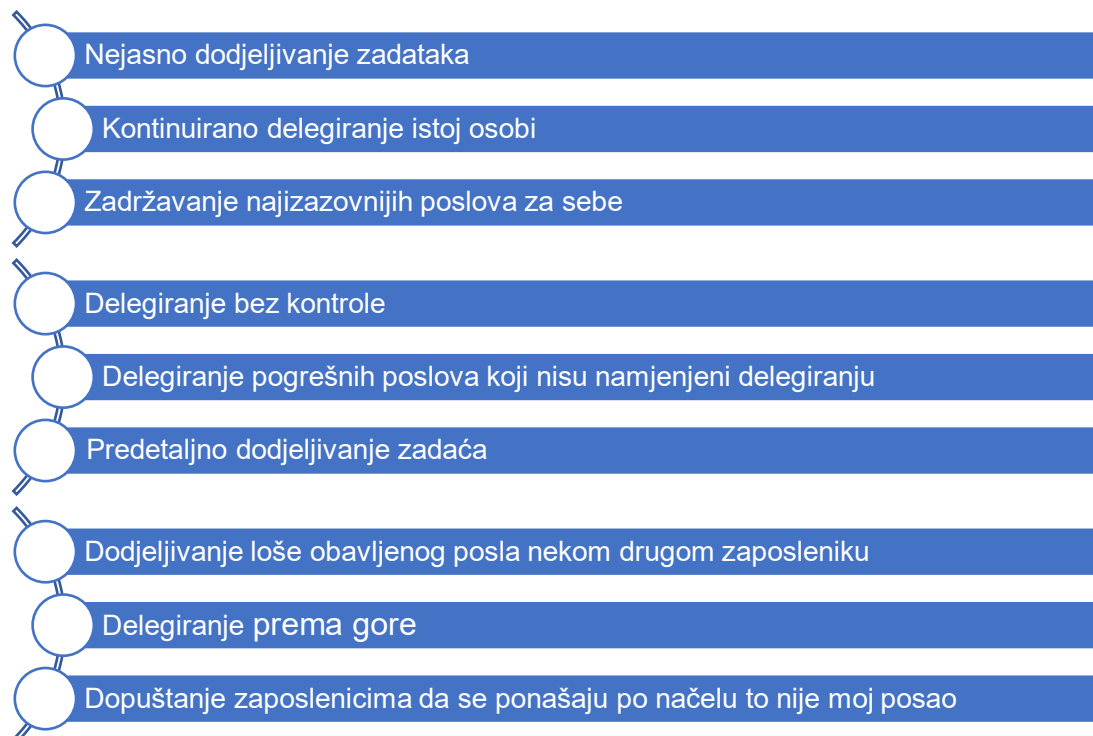 Nejasno dodjeljivanje zadataka
Kontinuirano delegiranje istoj osobi
Zadržavanje najizazovnijih poslova za sebe
Delegiranje bez kontrole
Delegiranje pogrešnih poslova koji nisu namjenjeni delegiranju
Predetaljno dodjeljivanje zadaća
Dodjeljivanje loše obavljenog posla nekom drugom zaposleniku
Delegiranje prema gore
Dopuštanje zaposlenicima da se ponašaju po načelu to nije moj posao